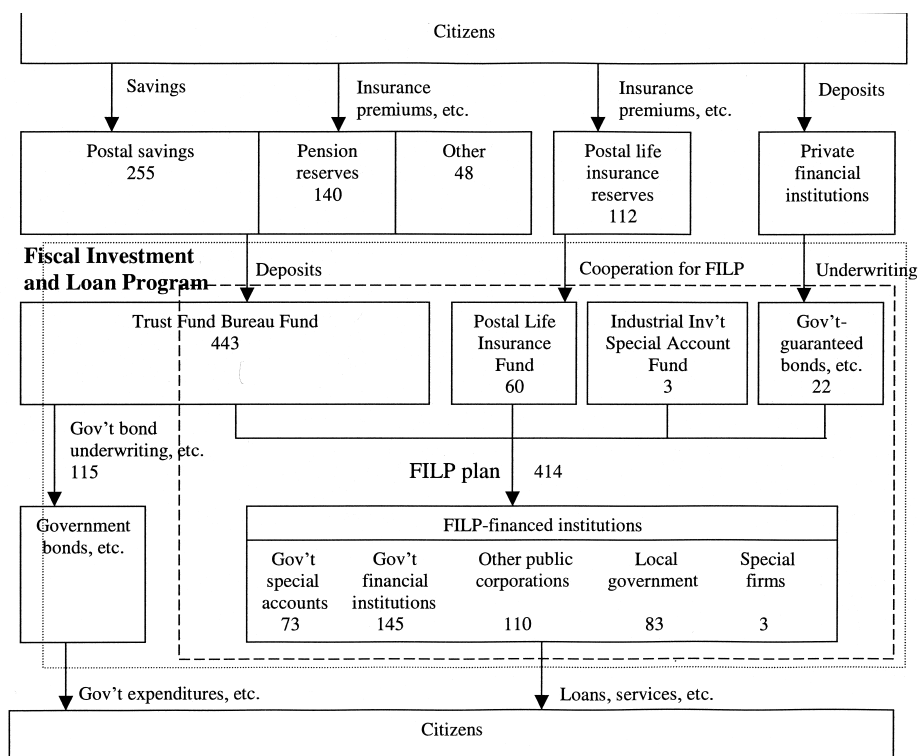 Citizens
Savings
Insurance
premiums, etc.
Insurance
premiums, etc.
Deposits
Postal savings
255
Pension
reserves
140
Other
48
Postal life
insurance
reserves
112
Private
financial
institutions
Fiscal Investment
and Loan Program
Deposits
Cooperation for FILP
Underwriting
Trust Fund Bureau Fund
443
Postal Life
Insurance
Fund
60
Industrial Inv't
Special Account
Fund
3
Gov't-
guaranteed
bonds, etc.
22
Gov't bond
underwriting, etc.
115
FILP plan 414
Government
bonds, etc.
FILP-financed institutions
Gov't
special
accounts
73
Gov't
financial
institutions
145
Other public
corporations
110
Local
government
83
Special
firms
3
Gov't expenditures, etc.
Loans, services, etc.
Citizens